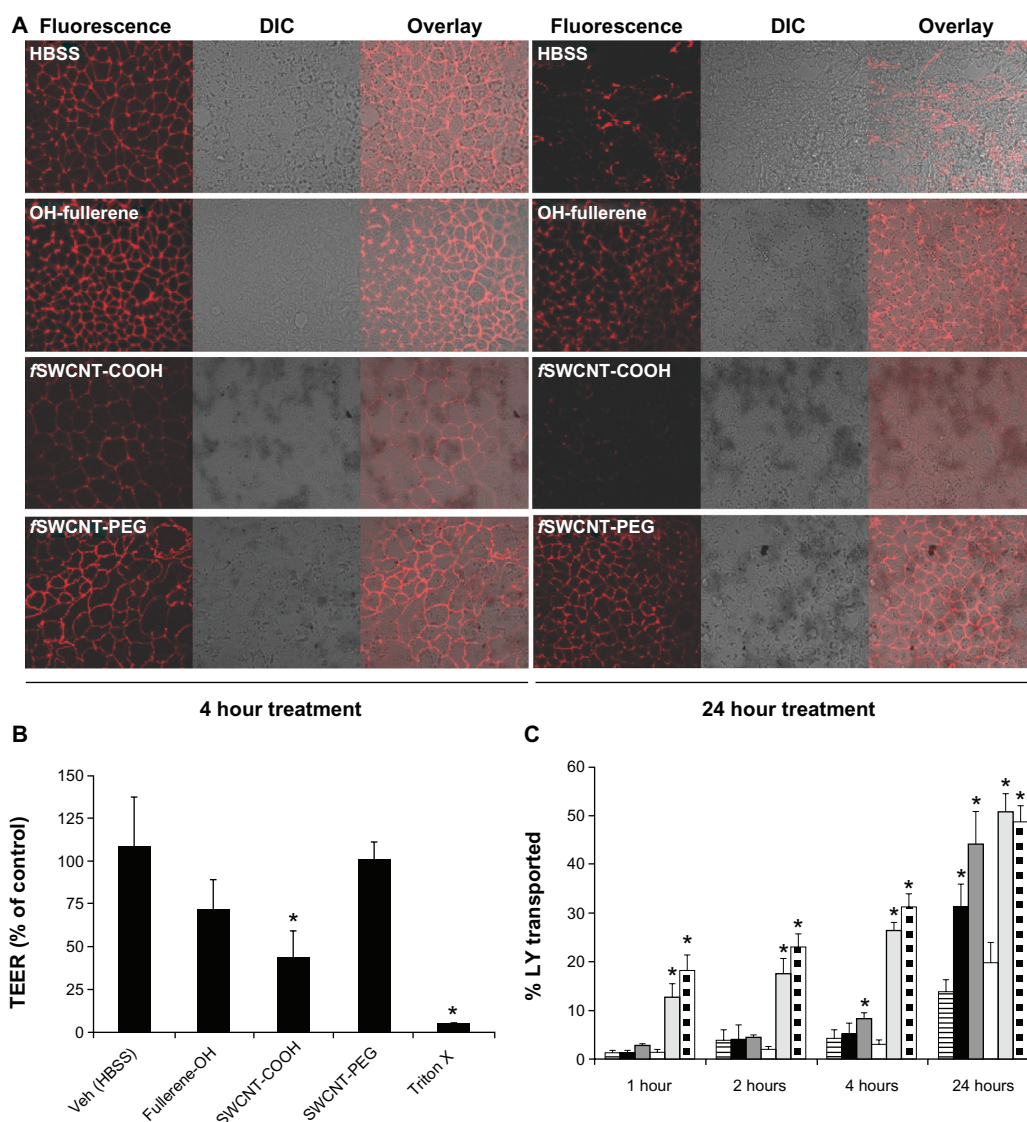 A Fluorescence DIC Overlay Fluorescence DIC Overlay
HBSS HBSS
OH-fullerene OH-fullerene
fSWCNT-COOH fSWCNT-COOH
fSWCNT-PEG fSWCNT-PEG
4 hour treatment 24 hour treatment
B
TEER (% of control)
150
125
100
75
50
25
0
* *
Veh (HBSS) Fullerene-OH SWCNT-COOH SWCNT-PEG Triton X
C
% LY transported
60
50
40
30
20
10
0
* * * * * * * * * * *
1 hour 2 hours 4 hours 24 hours